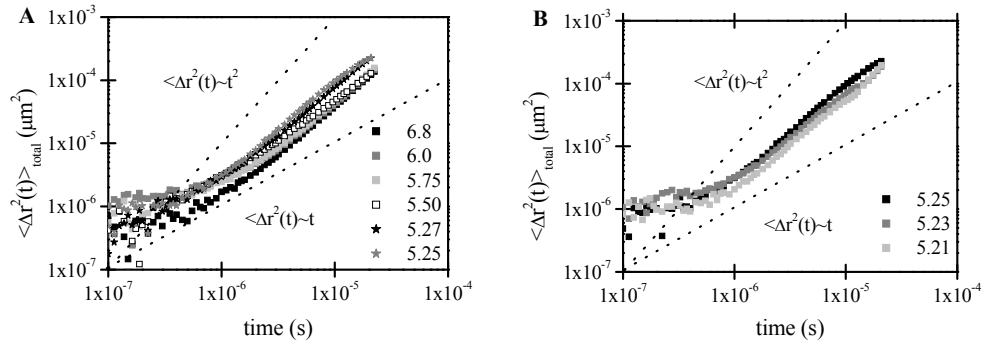 A
<Δr²(t)>total (μm²)
1x10⁻³
1x10⁻⁴
1x10⁻⁵
1x10⁻⁶
1x10⁻⁷
<Δr²(t)~t²
<Δr²(t)~t
6.8
6.0
5.75
5.50
5.27
5.25
1x10⁻⁷ 1x10⁻⁶ 1x10⁻⁵ 1x10⁻⁴
time (s)
B
<Δr²(t)>total (μm²)
1x10⁻³
1x10⁻⁴
1x10⁻⁵
1x10⁻⁶
1x10⁻⁷
<Δr²(t)~t²
<Δr²(t)~t
5.25
5.23
5.21
1x10⁻⁷ 1x10⁻⁶ 1x10⁻⁵ 1x10⁻⁴
time (s)